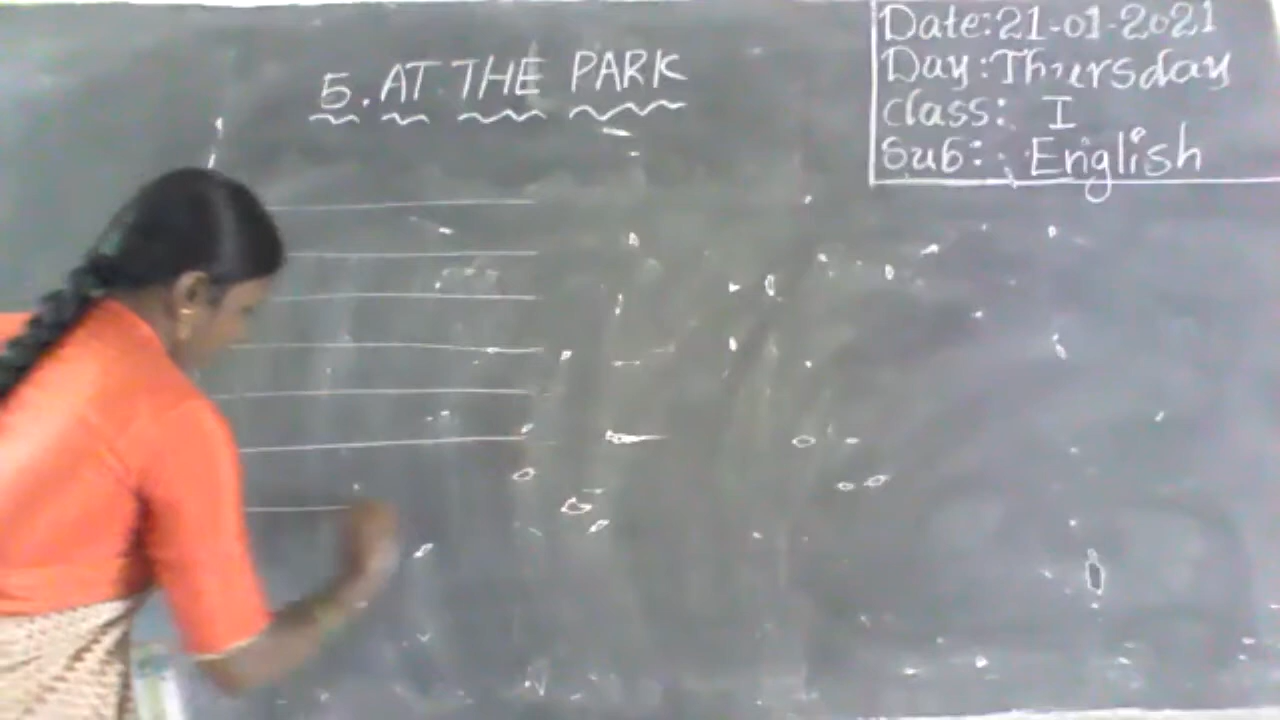 5. AT THE PARK
Date: 21-01-2021
Day: Thursday
class: I
Sub: English